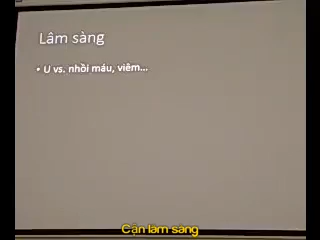 Lâm sàng
• U vs. nhồi máu, viêm...
Cận lâm sàng